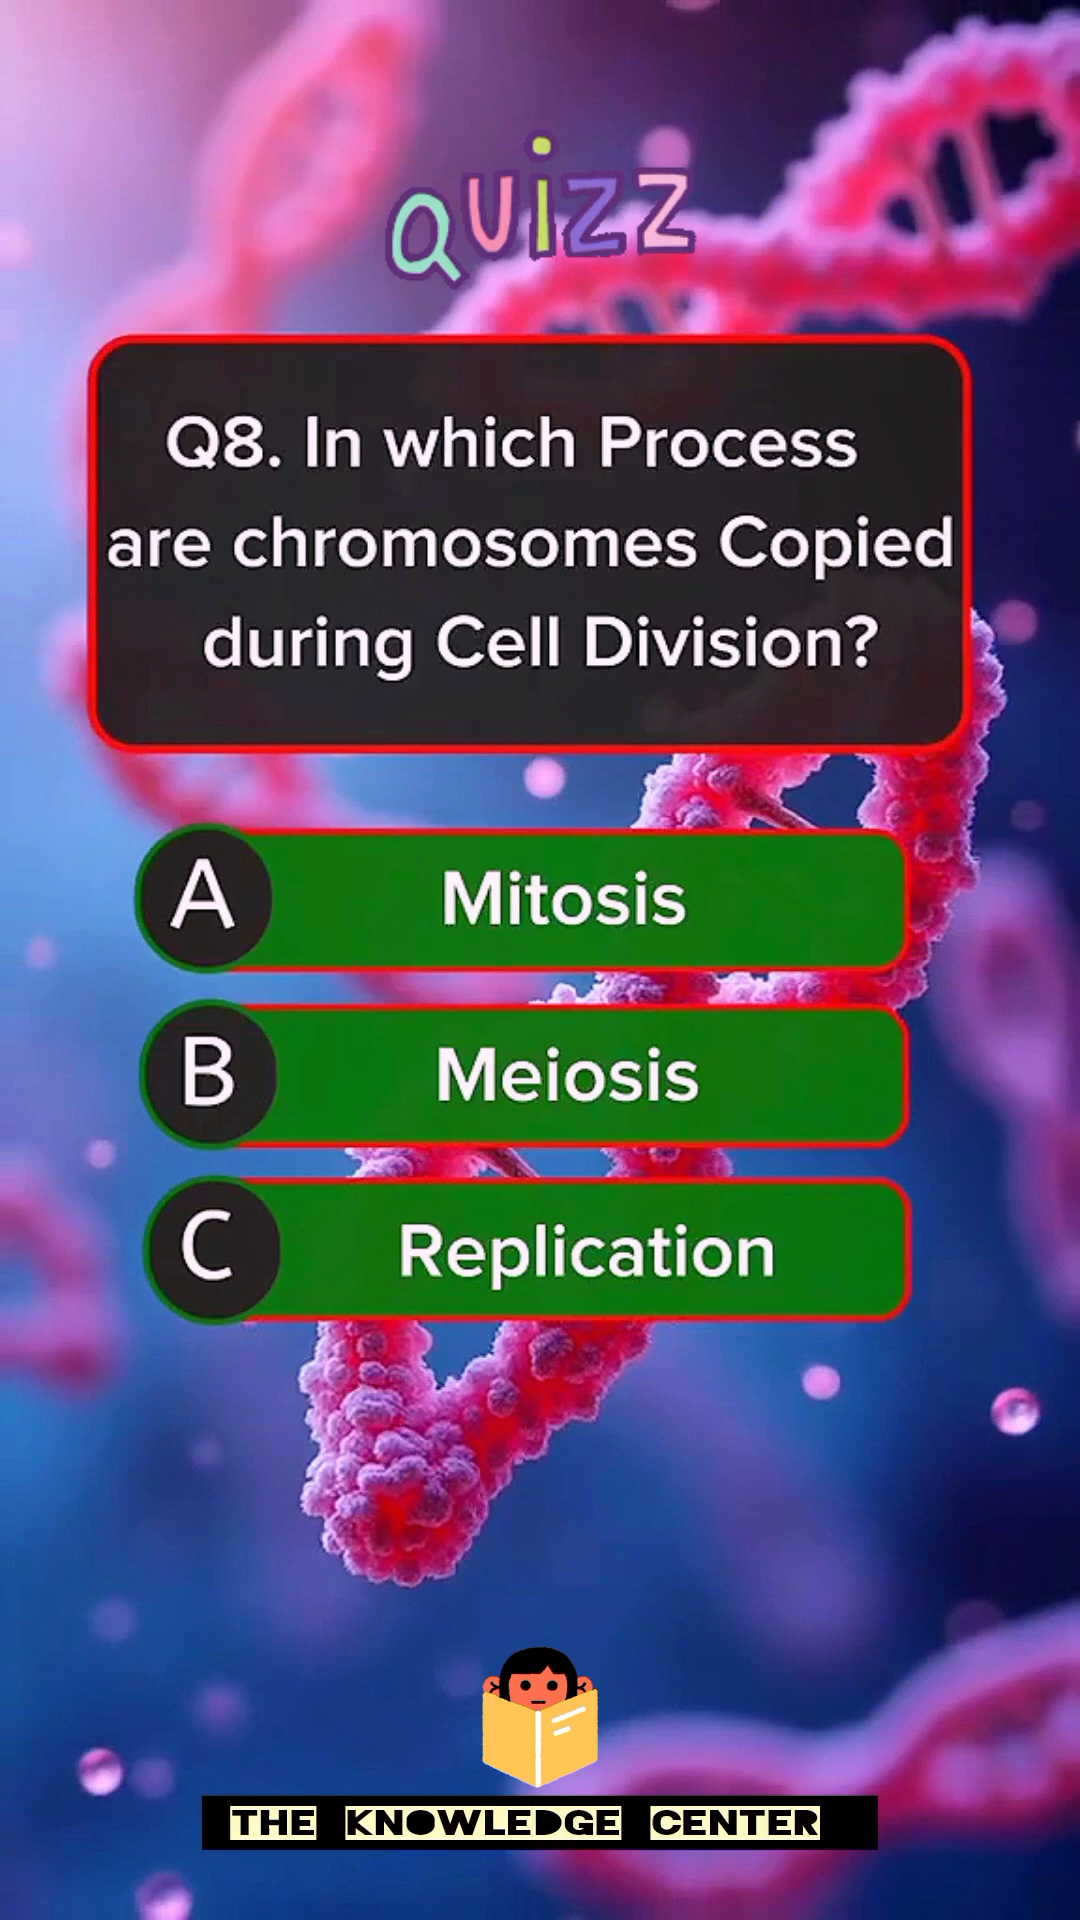 QUiZZ
Q8. In which Process
are chromosomes Copied
during Cell Division?
A Mitosis
B Meiosis
C Replication
THE KNOWLEDGE CENTER